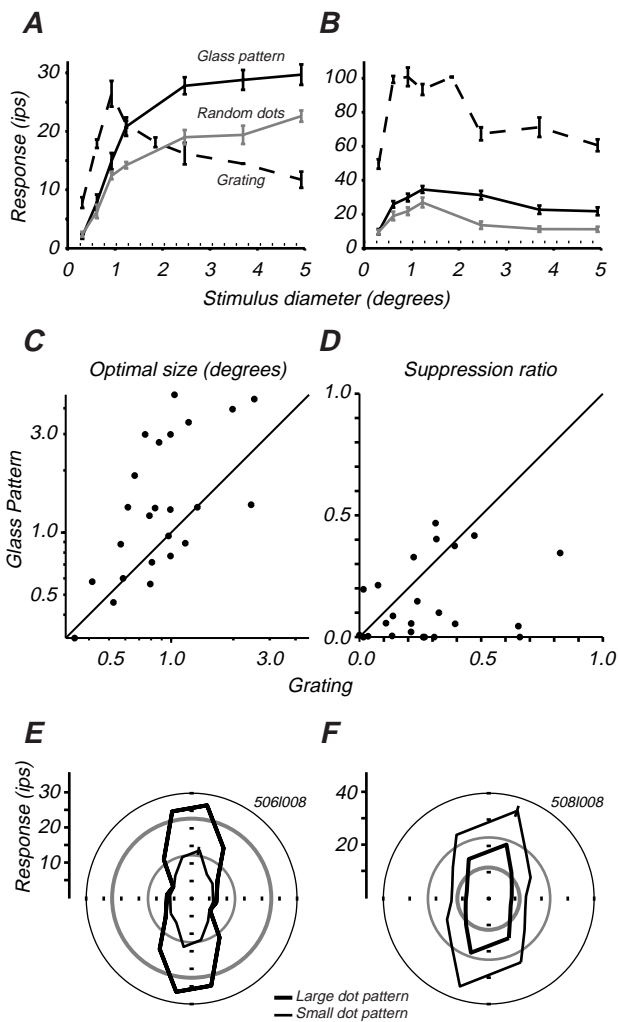 A
B
Glass pattern
Random dots
Grating
Response (ips)
30
20
10
0
0 1 2 3 4 5
100
80
60
40
20
0
0 1 2 3 4 5
Stimulus diameter (degrees)
C
D
Optimal size (degrees)
Suppression ratio
Glass Pattern
3.0
1.0
0.5
0.5 1.0 3.0
1.0
0.5
0.0
0.0 0.5 1.0
Grating
E
F
Response (ips)
30
20
10
506l008
40
20
508l008
Large dot pattern
Small dot pattern